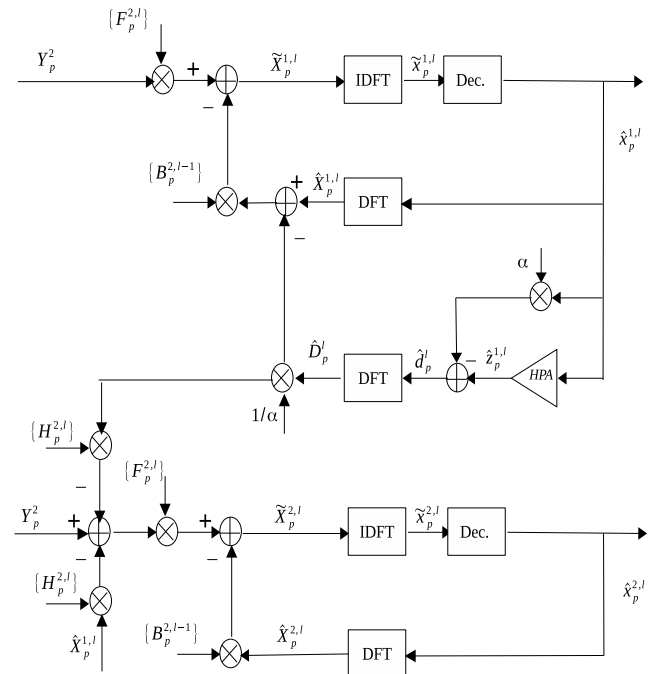 {F_p^{2,l}}
Y_p^2
+
X̃_p^{1,l}
IDFT
x̃_p^{1,l}
Dec.
−
x̂_p^{1,l}
{B_p^{2,l−1}}
+
X̂_p^{1,l}
DFT
−
α
D̂_p^l
DFT
d̂_p^l
−
ẑ_p^{1,l}
HPA
1/α
{H_p^{2,l}}
{F_p^{2,l}}
−
Y_p^2
+
+
X̃_p^{2,l}
IDFT
x̃_p^{2,l}
Dec.
−
−
{H_p^{2,l}}
x̂_p^{2,l}
{B_p^{2,l−1}}
X̂_p^{2,l}
DFT
X̂_p^{1,l}